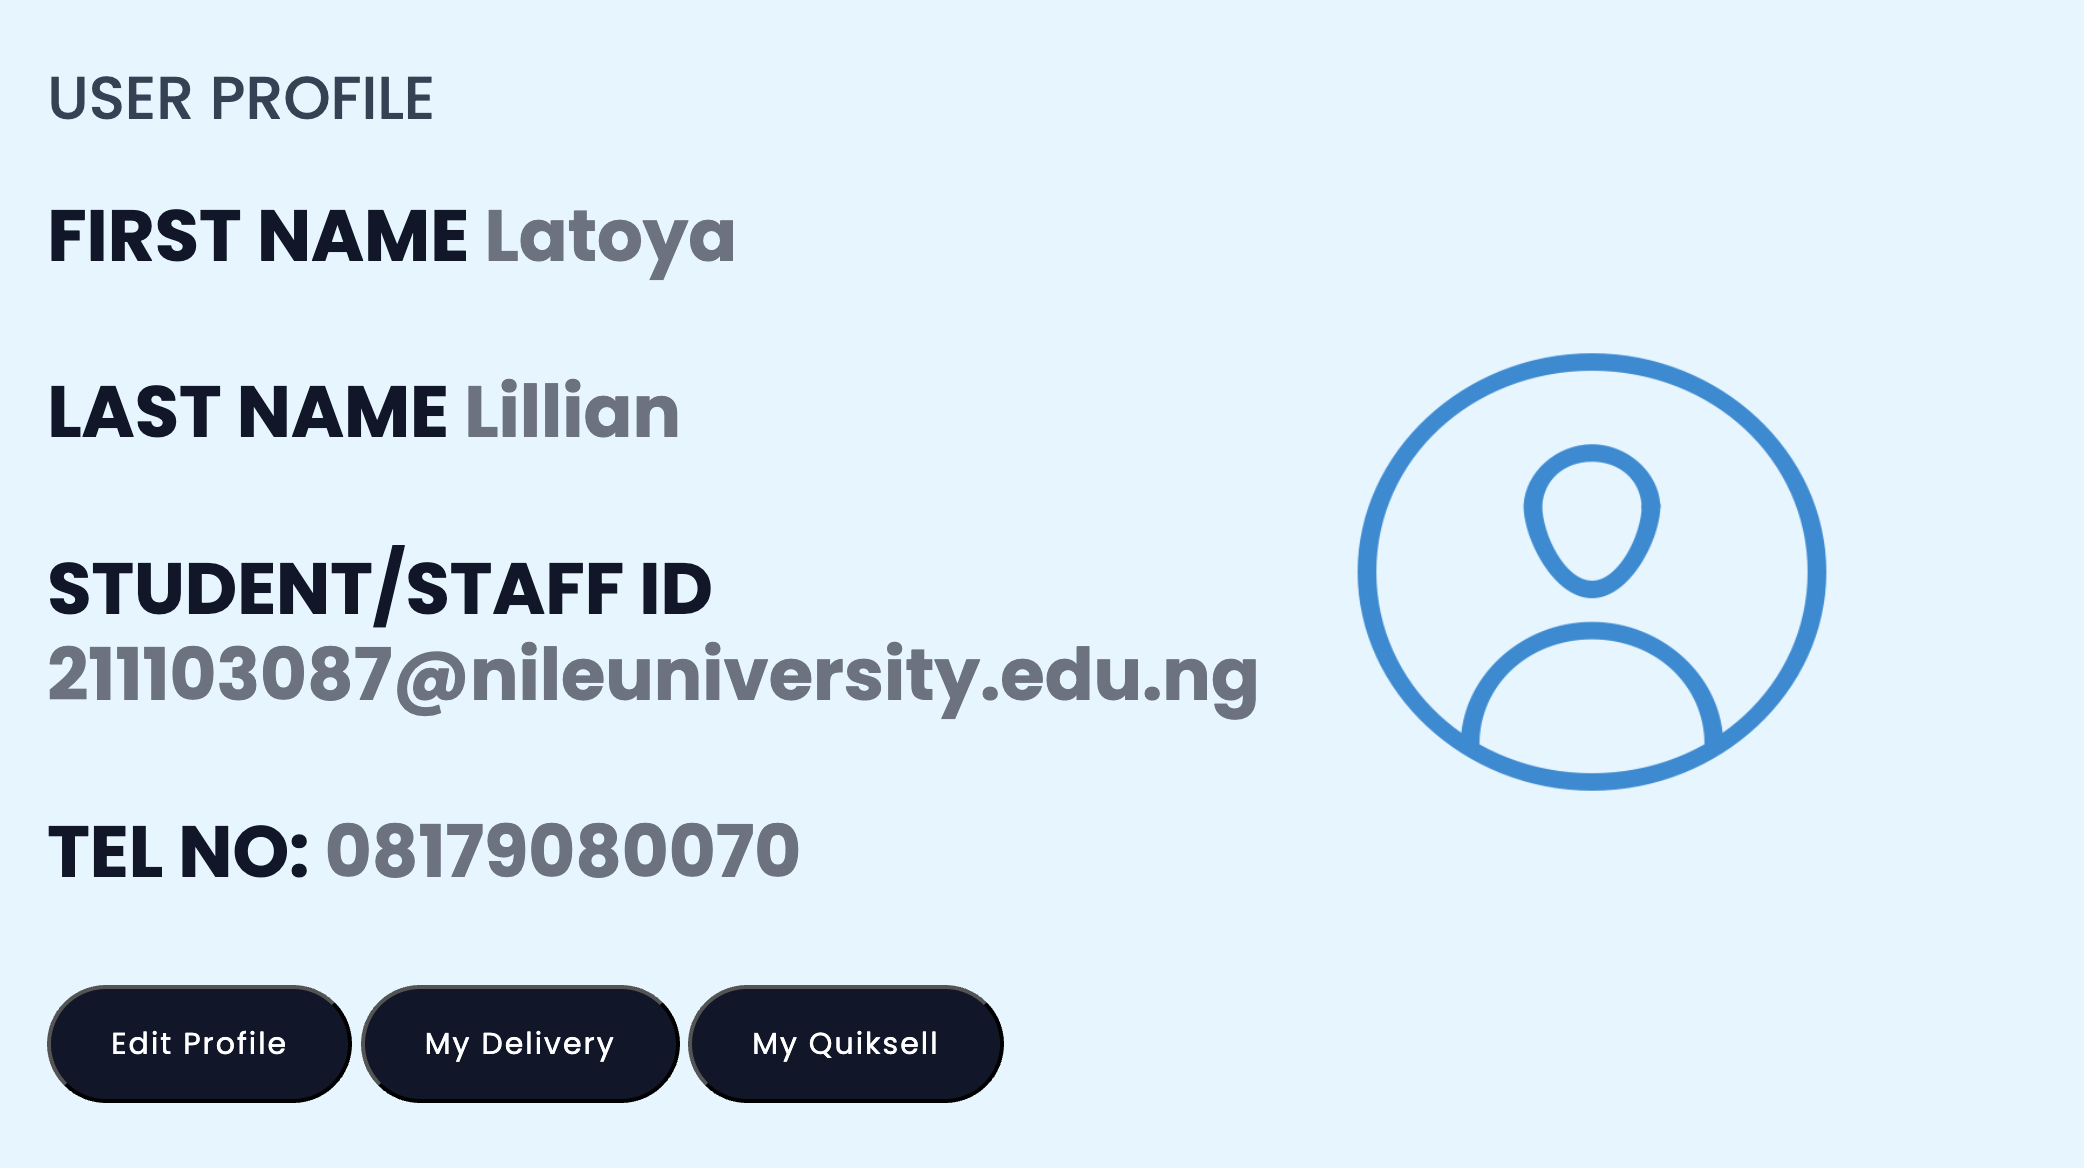 USER PROFILE
FIRST NAME Latoya
LAST NAME Lillian
STUDENT/STAFF ID
211103087@nileuniversity.edu.ng
TEL NO: 08179080070
Edit Profile My Delivery My Quiksell